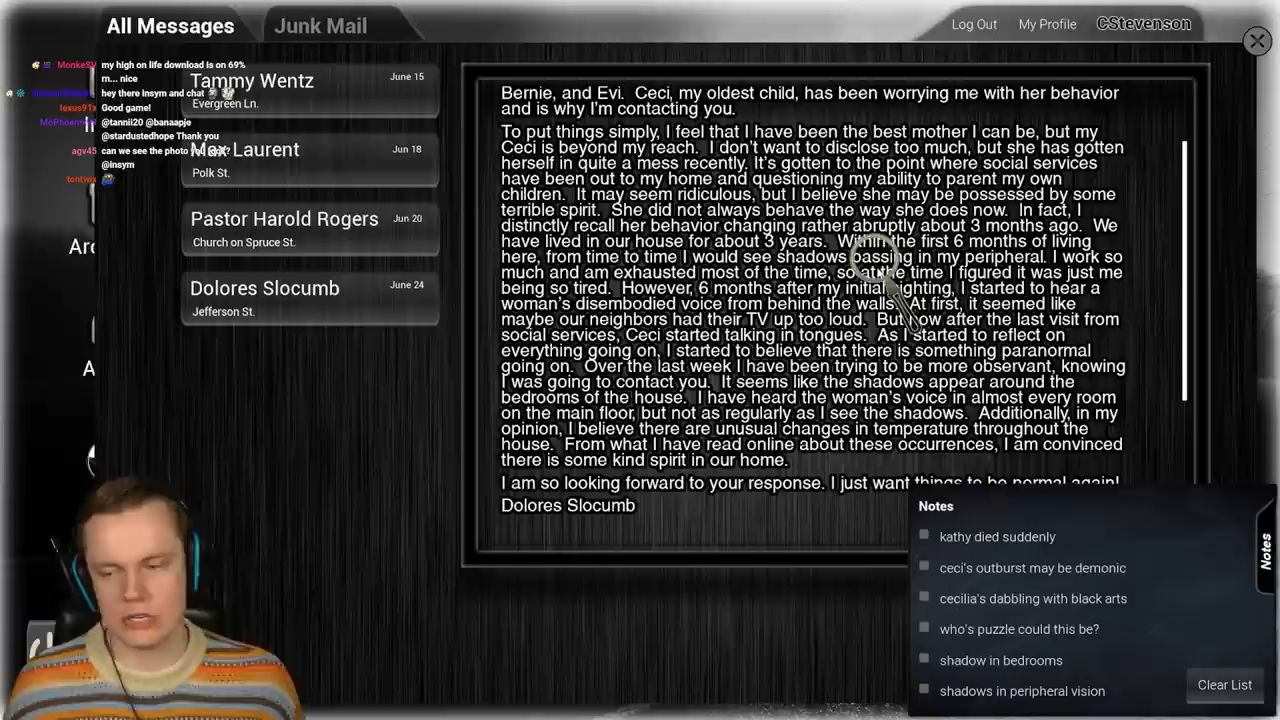 All Messages
Junk Mail
Log Out
My Profile
CStevenson
MonkeSV my high on life download is on 69%
m... nice
hey there insym and chat
lexus91x Good game!
@tannii20 @banaapje
@stardustedhope Thank you
agv45 can we see the photo
@insym
tontwix
Tammy Wentz
June 15
Evergreen Ln.
Max Laurent
Jun 18
Polk St.
Pastor Harold Rogers
Jun 20
Church on Spruce St.
Dolores Slocumb
June 24
Jefferson St.
Bernie, and Evi. Ceci, my oldest child, has been worrying me with her behavior
and is why I'm contacting you.
To put things simply, I feel that I have been the best mother I can be, but my
Ceci is beyond my reach. I don't want to disclose too much, but she has gotten
herself in quite a mess recently. It's gotten to the point where social services
have been out to my home and questioning my ability to parent my own
children. It may seem ridiculous, but I believe she may be possessed by some
terrible spirit. She did not always behave the way she does now. In fact, I
distinctly recall her behavior changing rather abruptly about 3 months ago. We
have lived in our house for about 3 years. Within the first 6 months of living
here, from time to time I would see shadows passing in my peripheral. I work so
much and am exhausted most of the time, so at the time I figured it was just me
being so tired. However, 6 months after my initial sighting, I started to hear a
woman's disembodied voice from behind the walls. At first, it seemed like
maybe our neighbors had their TV up too loud. But now after the last visit from
social services, Ceci started talking in tongues. As I started to reflect on
everything going on, I started to believe that there is something paranormal
going on. Over the last week I have been trying to be more observant, knowing
I was going to contact you. It seems like the shadows appear around the
bedrooms of the house. I have heard the woman's voice in almost every room
on the main floor, but not as regularly as I see the shadows. Additionally, in my
opinion, I believe there are unusual changes in temperature throughout the
house. From what I have read online about these occurrences, I am convinced
there is some kind spirit in our home.
I am so looking forward to your response. I just want things to be normal again!
Dolores Slocumb
Notes
kathy died suddenly
ceci's outburst may be demonic
cecilia's dabbling with black arts
who's puzzle could this be?
shadow in bedrooms
shadows in peripheral vision
Clear List
Notes